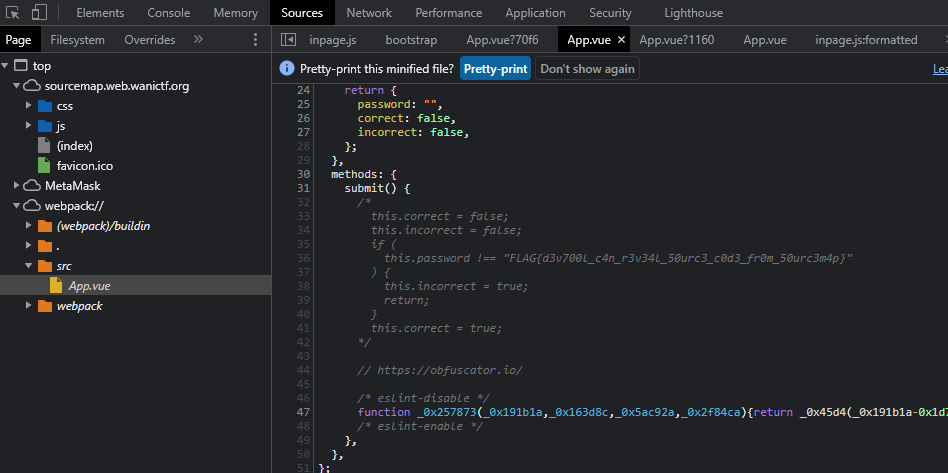 Elements Console Memory Sources Network Performance Application Security Lighthouse
Page Filesystem Overrides » inpage.js bootstrap App.vue?70f6 App.vue × App.vue?1160 App.vue inpage.js:formatted
top
sourcemap.web.wanictf.org
css
js
(index)
favicon.ico
MetaMask
webpack://
(webpack)/buildin
.
src
App.vue
webpack
Pretty-print this minified file? Pretty-print Don't show again Lea
24 return {
25 password: "",
26 correct: false,
27 incorrect: false,
28 };
29 },
30 methods: {
31 submit() {
32 /*
33 this.correct = false;
34 this.incorrect = false;
35 if (
36 this.password !== "FLAG{d3v700l_c4n_r3v34l_50urc3_c0d3_fr0m_50urc3m4p}"
37 ) {
38 this.incorrect = true;
39 return;
40 }
41 this.correct = true;
42 */
43
44 // https://obfuscator.io/
45
46 /* eslint-disable */
47 function _0x257873(_0x191b1a,_0x163d8c,_0x5ac92a,_0x2f84ca){return _0x45d4(_0x191b1a-0x1d7
48 /* eslint-enable */
49 },
50 },
51 };